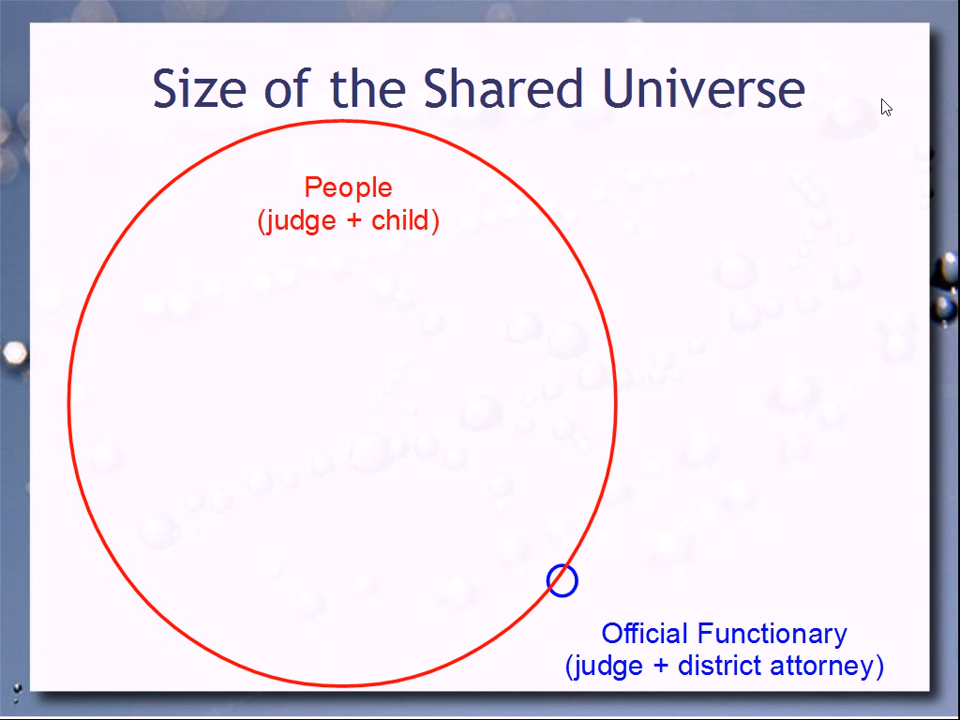 Size of the Shared Universe
People
(judge + child)
Official Functionary
(judge + district attorney)